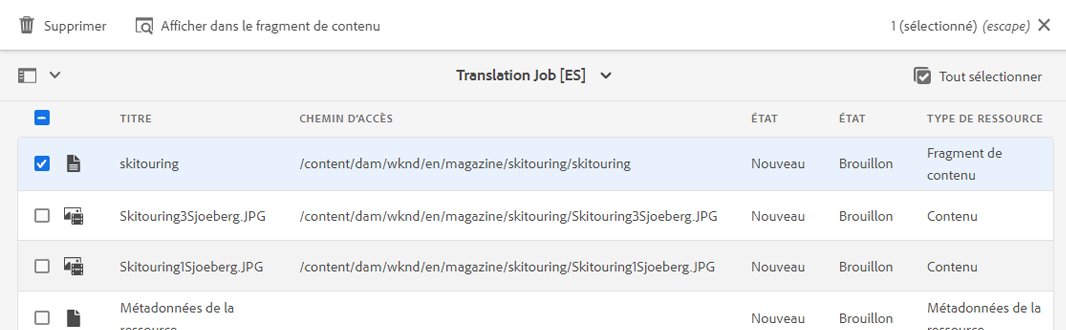 Supprimer Afficher dans le fragment de contenu 1 (sélectionné) (escape)
Translation Job [ES] Tout sélectionner
TITRE CHEMIN D'ACCÈS ÉTAT ÉTAT TYPE DE RESSOURCE
skitouring /content/dam/wknd/en/magazine/skitouring/skitouring Nouveau Brouillon Fragment de
contenu
Skitouring3Sjoeberg.JPG /content/dam/wknd/en/magazine/skitouring/Skitouring3Sjoeberg.JPG Nouveau Brouillon Contenu
Skitouring1Sjoeberg.JPG /content/dam/wknd/en/magazine/skitouring/Skitouring1Sjoeberg.JPG Nouveau Brouillon Contenu
Métadonnées de la Nouveau Brouillon Métadonnées de la
ressource ressource